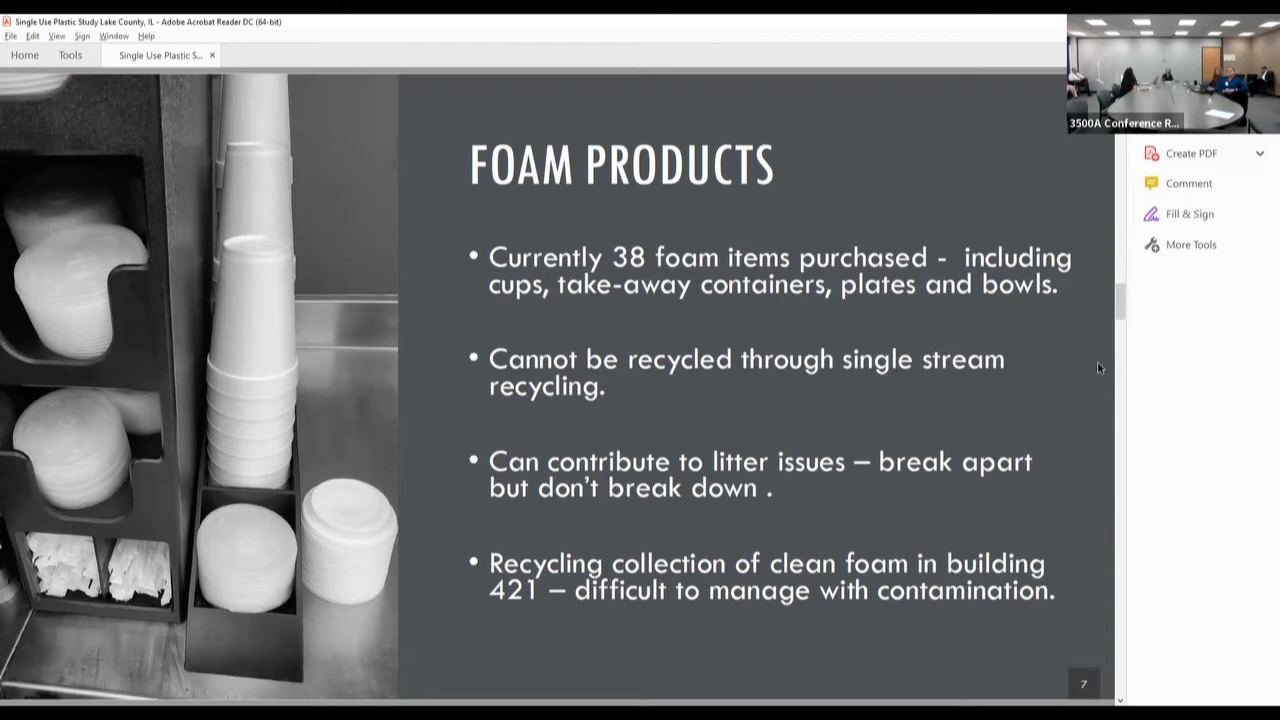 Single Use Plastic Study Lake County, IL - Adobe Acrobat Reader DC (64-bit)
File Edit View Sign Window Help
Home Tools Single Use Plastic S... ×
3500A Conference R...
Create PDF
Comment
Fill & Sign
More Tools
FOAM PRODUCTS
• Currently 38 foam items purchased - including
cups, take-away containers, plates and bowls.
• Cannot be recycled through single stream
recycling.
• Can contribute to litter issues – break apart
but don't break down .
• Recycling collection of clean foam in building
421 – difficult to manage with contamination.
7